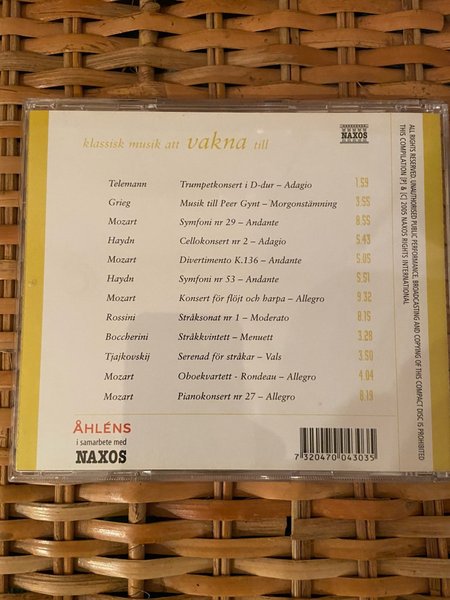 klassisk musik att vakna till
NAXOS
Telemann Trumpetkonsert i D-dur – Adagio 1.59
Grieg Musik till Peer Gynt – Morgonstämning 3.55
Mozart Symfoni nr 29 – Andante 8.55
Haydn Cellokonsert nr 2 – Adagio 5.43
Mozart Divertimento K.136 – Andante 5.05
Haydn Symfoni nr 53 – Andante 5.51
Mozart Konsert för flöjt och harpa – Allegro 9.32
Rossini Stråksonat nr 1 – Moderato 8.15
Boccherini Stråkkvintett – Menuett 3.28
Tjajkovskij Serenad för stråkar – Vals 3.50
Mozart Oboekvartett - Rondeau – Allegro 4.04
Mozart Pianokonsert nr 27 – Allegro 8.19
ÅHLÉNS
i samarbete med
NAXOS
7 320470 043035
ALL RIGHTS RESERVED. UNAUTHORISED PUBLIC PERFORMANCE, BROADCASTING AND COPYING OF THIS COMPACT DISC IS PROHIBITED
THIS COMPILATION (P) & (C) 2005 NAXOS RIGHTS INTERNATIONAL